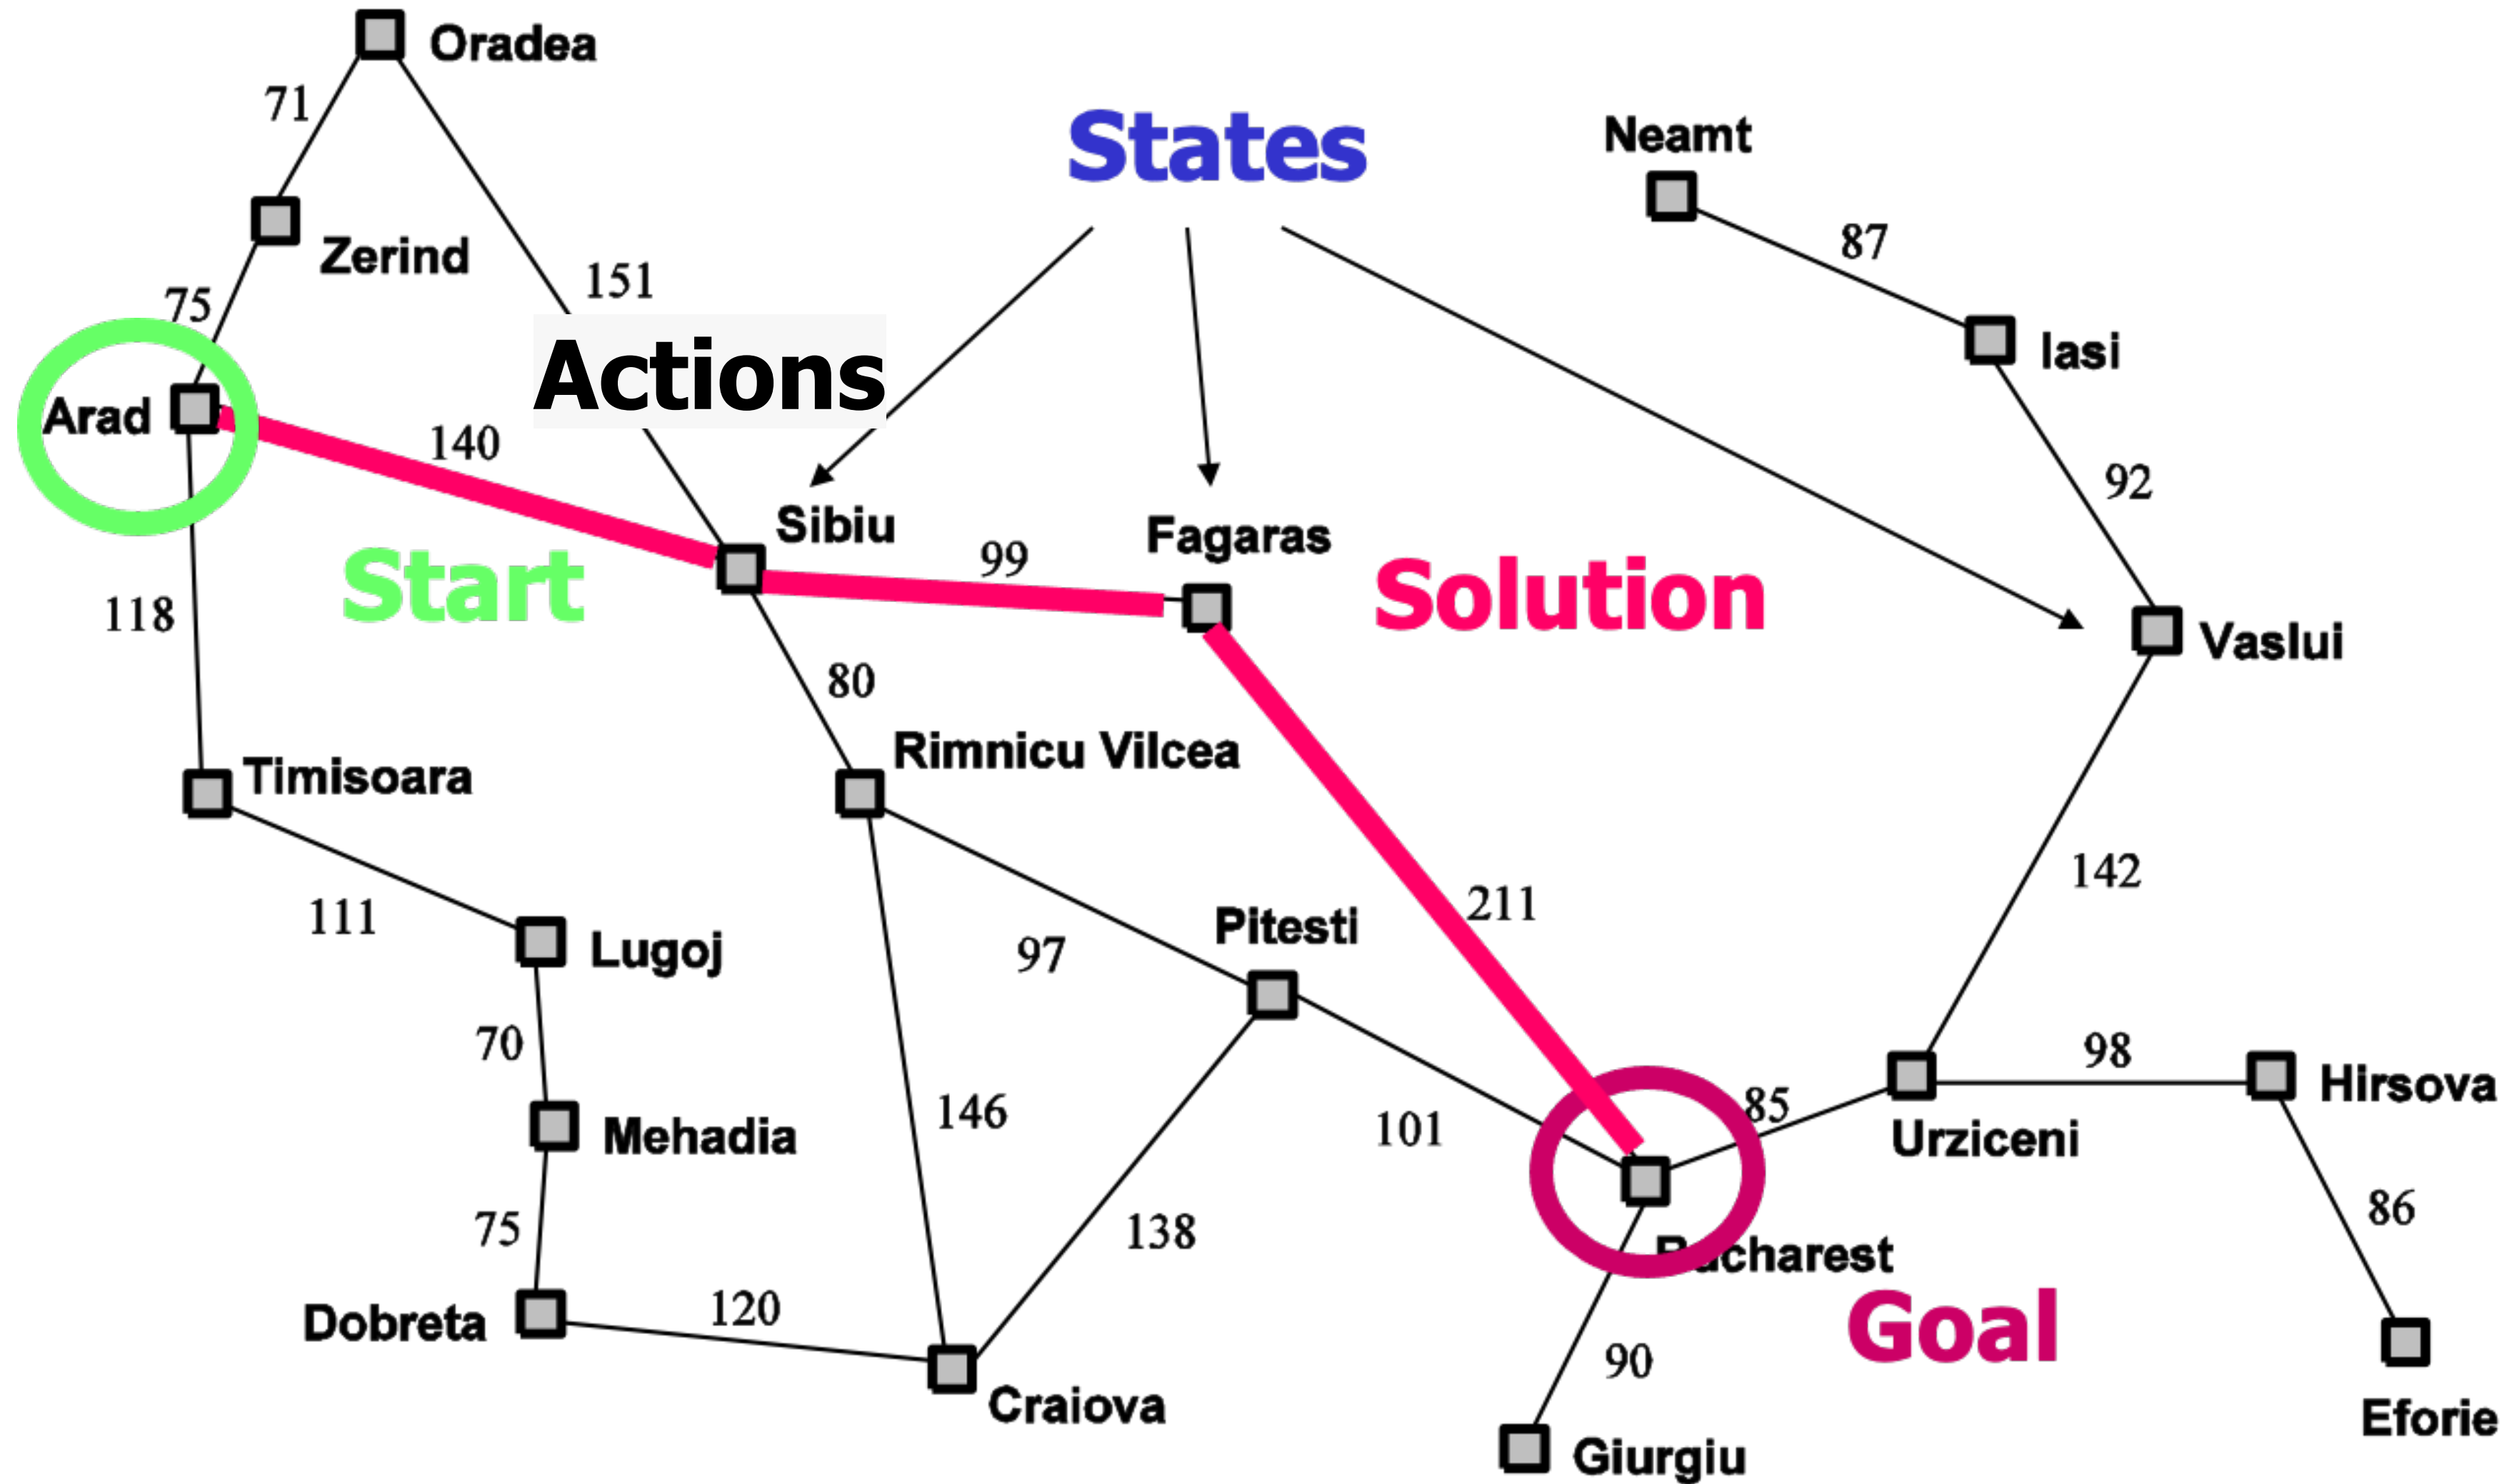 Oradea
71
States
Neamt
Zerind
87
151
75
Actions
Iasi
Arad
140
92
Sibiu
Fagaras
99
Start
Solution
118
Vaslui
80
Rimnicu Vilcea
Timisoara
142
211
111
Pitesti
Lugoj
97
70
98
Hirsova
85
146
101
Mehadia
Urziceni
86
75
138
Bucharest
120
Dobreta
Goal
90
Craiova
Eforie
Giurgiu